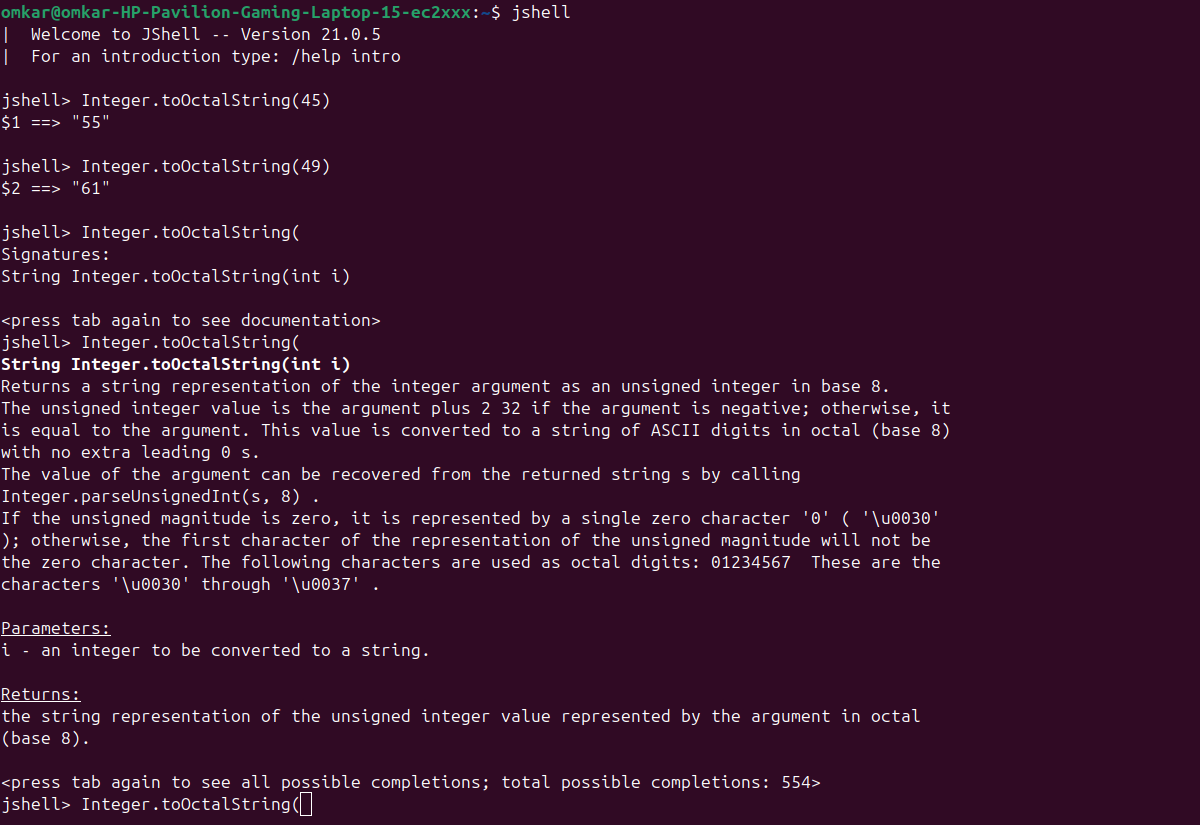 omkar@omkar-HP-Pavilion-Gaming-Laptop-15-ec2xxx:~$ jshell
|  Welcome to JShell -- Version 21.0.5
|  For an introduction type: /help intro
jshell> Integer.toOctalString(45)
$1 ==> "55"
jshell> Integer.toOctalString(49)
$2 ==> "61"
jshell> Integer.toOctalString(
Signatures:
String Integer.toOctalString(int i)
<press tab again to see documentation>
jshell> Integer.toOctalString(
String Integer.toOctalString(int i)
Returns a string representation of the integer argument as an unsigned integer in base 8.
The unsigned integer value is the argument plus 2 32 if the argument is negative; otherwise, it
is equal to the argument. This value is converted to a string of ASCII digits in octal (base 8)
with no extra leading 0 s.
The value of the argument can be recovered from the returned string s by calling
Integer.parseUnsignedInt(s, 8) .
If the unsigned magnitude is zero, it is represented by a single zero character '0' ( '\u0030'
); otherwise, the first character of the representation of the unsigned magnitude will not be
the zero character. The following characters are used as octal digits: 01234567  These are the
characters '\u0030' through '\u0037' .
Parameters:
i - an integer to be converted to a string.
Returns:
the string representation of the unsigned integer value represented by the argument in octal
(base 8).
<press tab again to see all possible completions; total possible completions: 554>
jshell> Integer.toOctalString(